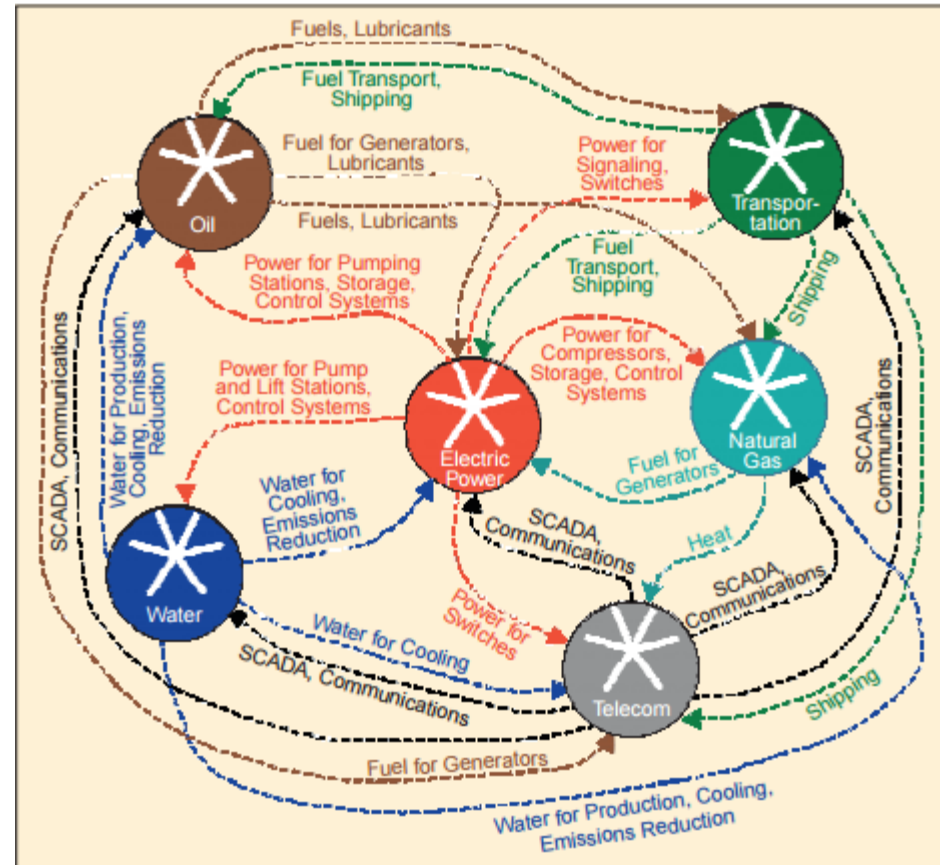 Fuels, Lubricants
Fuel Transport,
Shipping
Fuel for Generators,
Lubricants
Power for
Signaling,
Switches
Oil
Transpor-
tation
Fuels, Lubricants
Fuel
Transport,
Shipping
Shipping
Power for Pumping
Stations, Storage,
Control Systems
SCADA, Communications
Water for Production,
Cooling, Emissions
Reduction
Power for Pump
and Lift Stations,
Control Systems
Power for
Compressors,
Storage, Control
Systems
SCADA,
Communications
Electric
Power
Natural
Gas
Fuel for
Generators
Water for
Cooling,
Emissions
Reduction
SCADA,
Communications
Heat
SCADA,
Communications
Water
Power for
Switches
Water for Cooling
SCADA, Communications
Telecom
Shipping
Fuel for Generators
Water for Production, Cooling,
Emissions Reduction